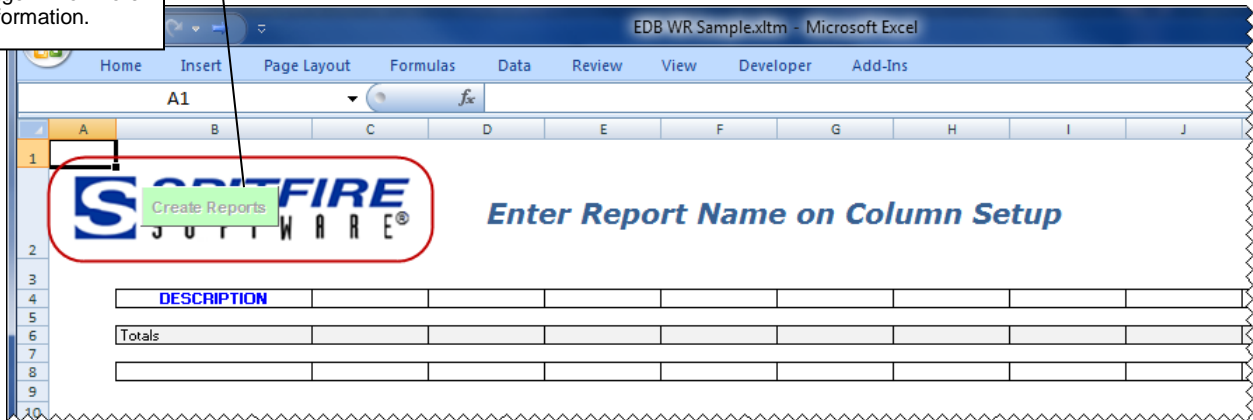 formation.
EDB WR Sample.xltm - Microsoft Excel
Home Insert Page Layout Formulas Data Review View Developer Add-Ins
A1 fx
A B C D E F G H I J
1
SPITFIRE
Create Reports
SOFTWARE®
Enter Report Name on Column Setup
2
3
4 DESCRIPTION
5
6 Totals
7
8
9
10